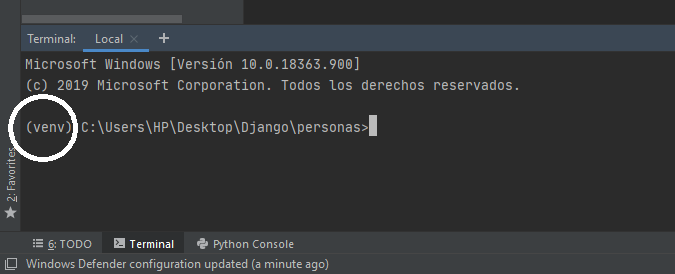 Terminal: Local × +
Microsoft Windows [Versión 10.0.18363.900]
(c) 2019 Microsoft Corporation. Todos los derechos reservados.
(venv) C:\Users\HP\Desktop\Django\personas>
2: Favorites
6: TODO Terminal Python Console
Windows Defender configuration updated (a minute ago)